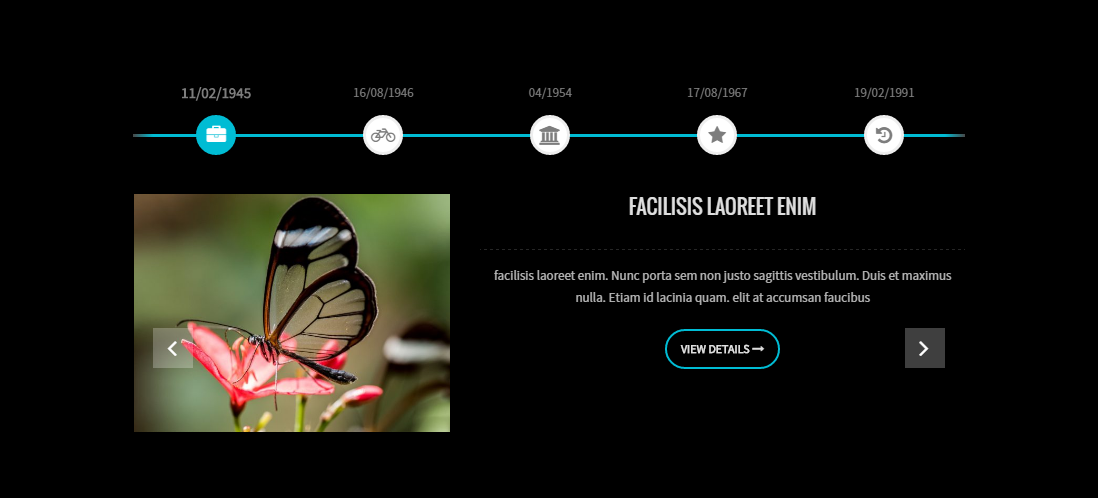 11/02/1945
16/08/1946
04/1954
17/08/1967
19/02/1991
FACILISIS LAOREET ENIM
facilisis laoreet enim. Nunc porta sem non justo sagittis vestibulum. Duis et maximus
nulla. Etiam id lacinia quam. elit at accumsan faucibus
VIEW DETAILS